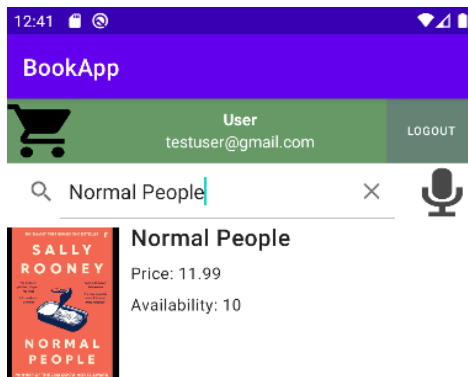 12:41
BookApp
User
testuser@gmail.com
LOGOUT
Normal People
Normal People
Price: 11.99
Availability: 10
SALLY
ROONEY
NORMAL
PEOPLE